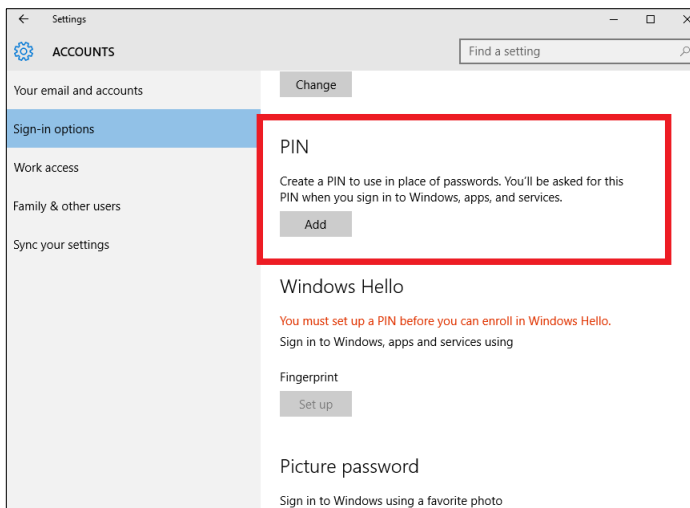 Settings
ACCOUNTS
Find a setting
Your email and accounts
Sign-in options
Work access
Family & other users
Sync your settings
Change
PIN
Create a PIN to use in place of passwords. You'll be asked for this
PIN when you sign in to Windows, apps, and services.
Add
Windows Hello
You must set up a PIN before you can enroll in Windows Hello.
Sign in to Windows, apps and services using
Fingerprint
Set up
Picture password
Sign in to Windows using a favorite photo